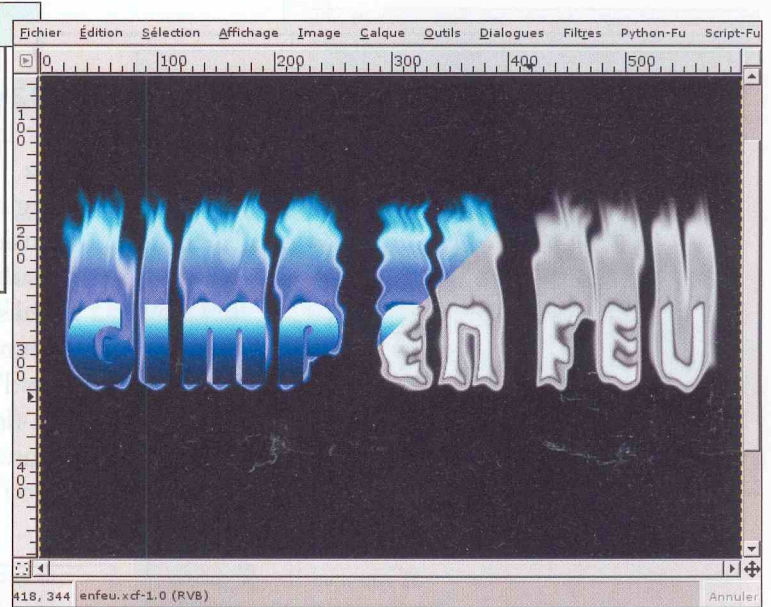 Fichier Édition Sélection Affichage Image Calque Outils Dialogues Filtres Python-Fu Script-Fu
0 100 200 300 400 500
100
200
300
400
GIMP En FEU
418, 344 enfeu.xcf-1.0 (RVB) Annuler